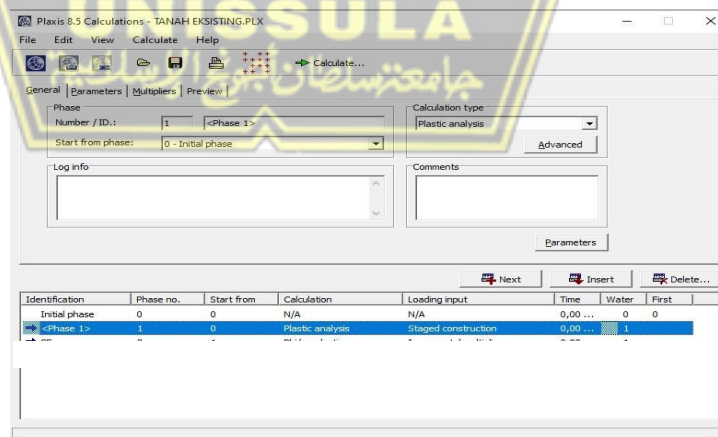 UNISSULA
جامعتنسلطان أجونج الإسلامية
Plaxis 8.5 Calculations - TANAH EKSISTING.PLX
File Edit View Calculate Help
Calculate...
General Parameters Multipliers Preview
Phase
Number / ID.: 1 <Phase 1>
Start from phase: 0 - Initial phase
Calculation type
Plastic analysis
Advanced
Log info
Comments
Parameters
Next Insert Delete...
Identification Phase no. Start from Calculation Loading input Time Water First
Initial phase 0 0 N/A N/A 0,00 ... 0 0
<Phase 1> 1 0 Plastic analysis Staged construction 0,00 ... 1